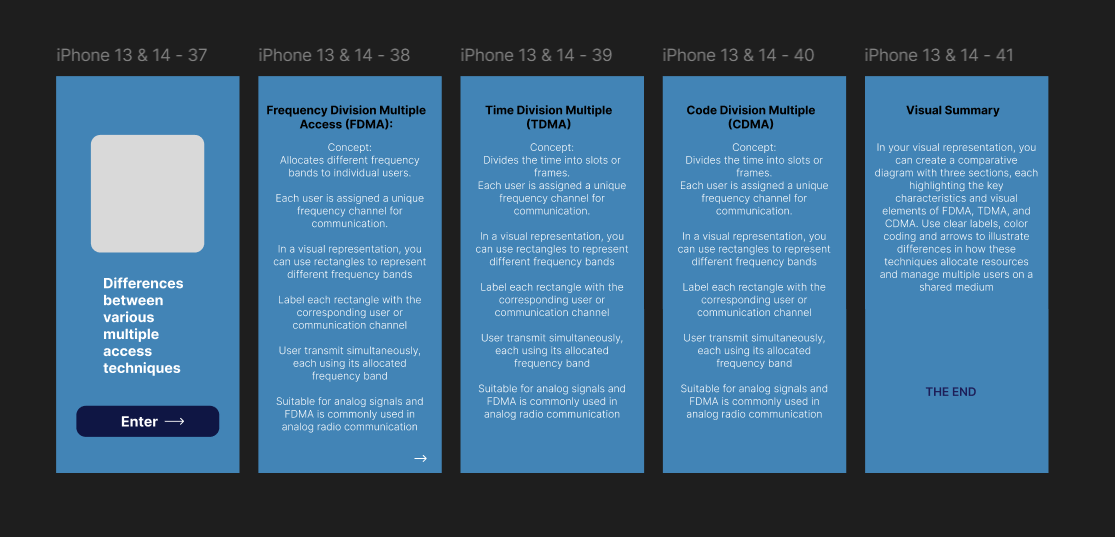 iPhone 13 & 14 - 37
Differences
between
various
multiple
access
techniques
Enter
iPhone 13 & 14 - 38
Frequency Division Multiple
Access (FDMA):
Concept:
Allocates different frequency
bands to individual users.
Each user is assigned a unique
frequency channel for
communication.
In a visual representation, you
can use rectangles to represent
different frequency bands
Label each rectangle with the
corresponding user or
communication channel
User transmit simultaneously,
each using its allocated
frequency band
Suitable for analog signals and
FDMA is commonly used in
analog radio communication
iPhone 13 & 14 - 39
Time Division Multiple
(TDMA)
Concept:
Divides the time into slots or
frames.
Each user is assigned a unique
frequency channel for
communication.
In a visual representation, you
can use rectangles to represent
different frequency bands
Label each rectangle with the
corresponding user or
communication channel
User transmit simultaneously,
each using its allocated
frequency band
Suitable for analog signals and
FDMA is commonly used in
analog radio communication
iPhone 13 & 14 - 40
Code Division Multiple
(CDMA)
Concept:
Divides the time into slots or
frames.
Each user is assigned a unique
frequency channel for
communication.
In a visual representation, you
can use rectangles to represent
different frequency bands
Label each rectangle with the
corresponding user or
communication channel
User transmit simultaneously,
each using its allocated
frequency band
Suitable for analog signals and
FDMA is commonly used in
analog radio communication
iPhone 13 & 14 - 41
Visual Summary
In your visual representation, you
can create a comparative
diagram with three sections, each
highlighting the key
characteristics and visual
elements of FDMA, TDMA, and
CDMA. Use clear labels, color
coding and arrows to illustrate
differences in how these
techniques allocate resources
and manage multiple users on a
shared medium
THE END